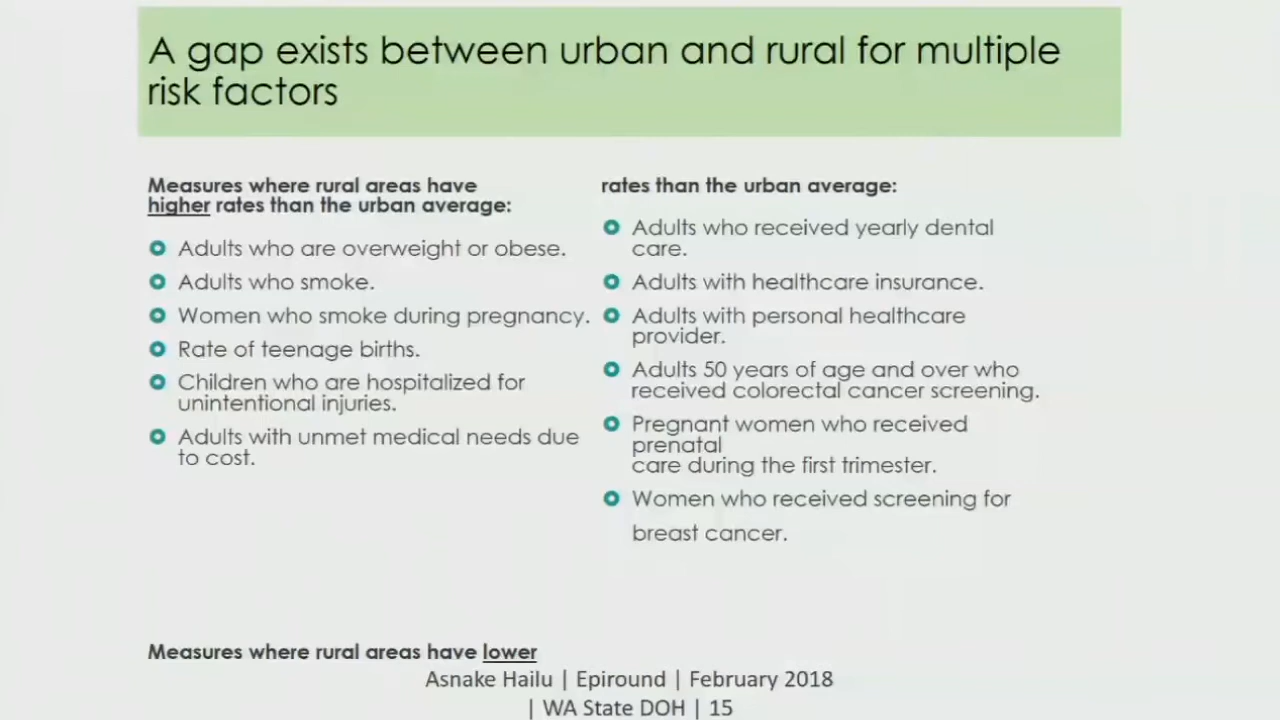 A gap exists between urban and rural for multiple
risk factors
Measures where rural areas have
higher rates than the urban average:
Adults who are overweight or obese.
Adults who smoke.
Women who smoke during pregnancy.
Rate of teenage births.
Children who are hospitalized for
unintentional injuries.
Adults with unmet medical needs due
to cost.
Measures where rural areas have lower
rates than the urban average:
Adults who received yearly dental
care.
Adults with healthcare insurance.
Adults with personal healthcare
provider.
Adults 50 years of age and over who
received colorectal cancer screening.
Pregnant women who received
prenatal
care during the first trimester.
Women who received screening for
breast cancer.
Asnake Hailu | Epiround | February 2018
| WA State DOH | 15